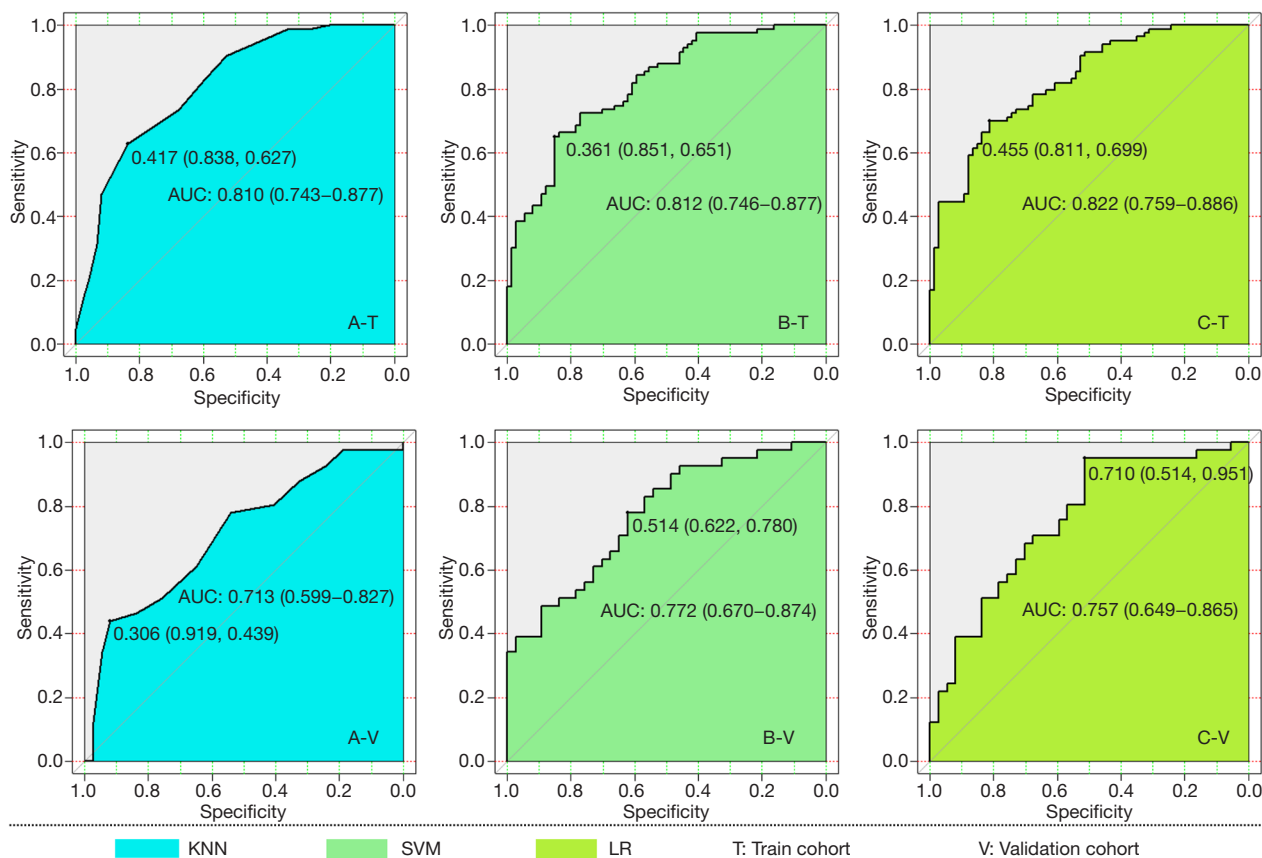 1.0
0.8
0.6
0.4
0.2
0.0
Sensitivity
0.417 (0.838, 0.627)
AUC: 0.810 (0.743–0.877)
A-T
1.0 0.8 0.6 0.4 0.2 0.0
Specificity
1.0
0.8
0.6
0.4
0.2
0.0
Sensitivity
0.361 (0.851, 0.651)
AUC: 0.812 (0.746–0.877)
B-T
1.0 0.8 0.6 0.4 0.2 0.0
Specificity
1.0
0.8
0.6
0.4
0.2
0.0
Sensitivity
0.455 (0.811, 0.699)
AUC: 0.822 (0.759–0.886)
C-T
1.0 0.8 0.6 0.4 0.2 0.0
Specificity
1.0
0.8
0.6
0.4
0.2
0.0
Sensitivity
AUC: 0.713 (0.599–0.827)
0.306 (0.919, 0.439)
A-V
1.0 0.8 0.6 0.4 0.2 0.0
Specificity
1.0
0.8
0.6
0.4
0.2
0.0
Sensitivity
0.514 (0.622, 0.780)
AUC: 0.772 (0.670–0.874)
B-V
1.0 0.8 0.6 0.4 0.2 0.0
Specificity
1.0
0.8
0.6
0.4
0.2
0.0
Sensitivity
0.710 (0.514, 0.951)
AUC: 0.757 (0.649–0.865)
C-V
1.0 0.8 0.6 0.4 0.2 0.0
Specificity
KNN SVM LR T: Train cohort V: Validation cohort